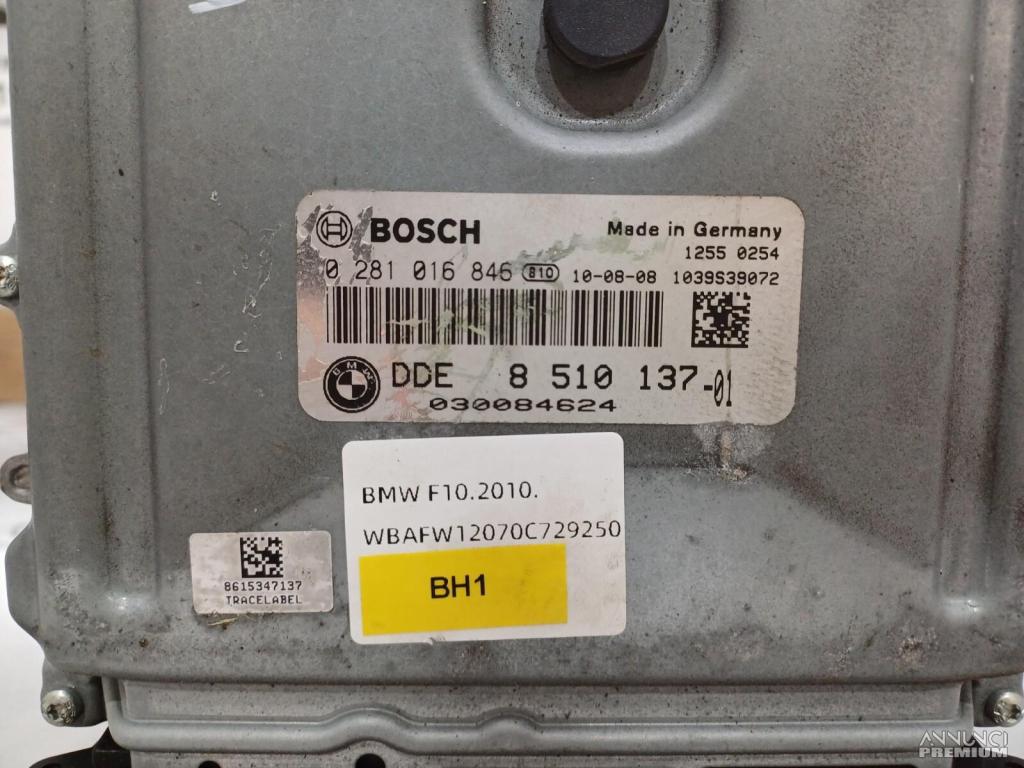 BOSCH
Made in Germany
1255 0254
0 281 016 846 810 10-08-08 1039S39072
BMW
DDE 8 510 137-01
030084624
BMW F10.2010.
WBAFW12070C729250
BH1
8615347137
TRACELABEL
ANNUNCI
PREMIUM